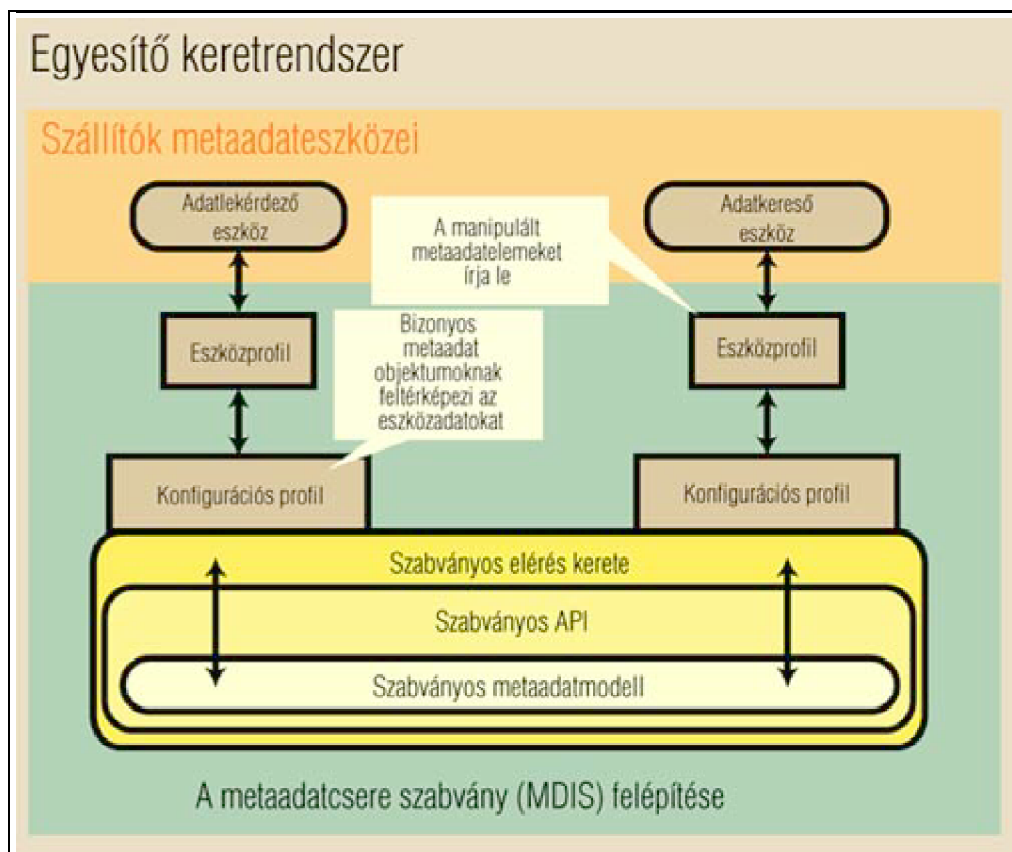 Egyesítő keretrendszer
Szállítók metaadateszközei
Adatlekérdező
eszköz
A manipulált
metaadatelemeket
írja le
Adatkereső
eszköz
Eszközprofil
Bizonyos
metaadat
objektumoknak
feltérképezi az
eszközadatokat
Eszközprofil
Konfigurációs profil
Konfigurációs profil
Szabványos elérés kerete
Szabványos API
Szabványos metaadatmodell
A metaadatcsere szabvány (MDIS) felépítése